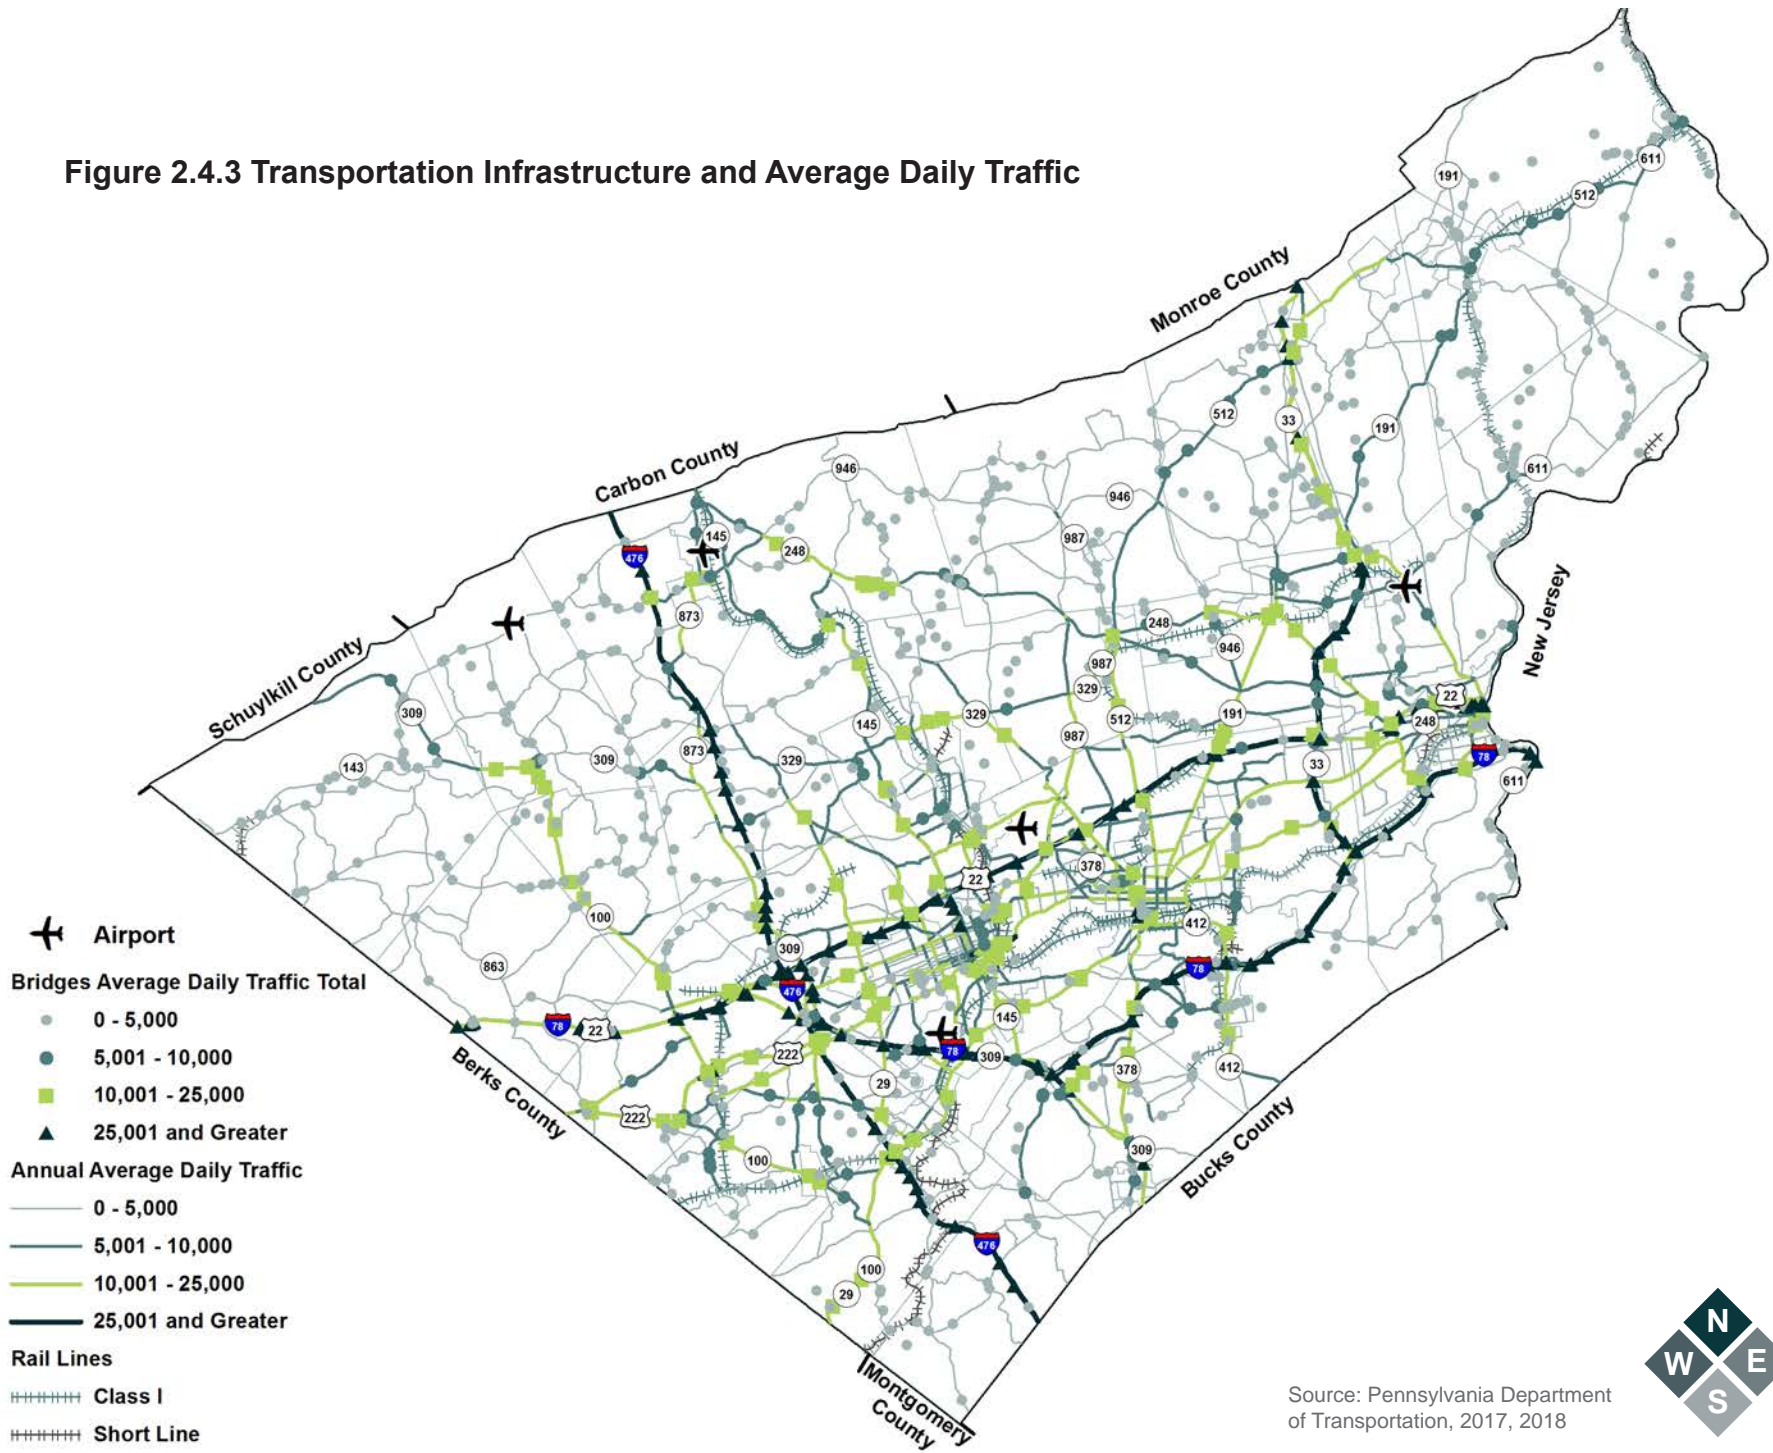 Figure 2.4.3 Transportation Infrastructure and Average Daily Traffic
191
611
512
Monroe County
512
33
191
611
Carbon County
946
946
145
248
987
476
New Jersey
873
248
946
Schuylkill County
987
329
309
145
329
512
191
22
248
987
143
309
873
329
33
78
611
378
22
100
412
309
863
78
476
78
22
145
222
78
309
29
378
412
222
Berks County
100
309
Bucks County
476
100
29
Montgomery
County
Airport
Bridges Average Daily Traffic Total
0 - 5,000
5,001 - 10,000
10,001 - 25,000
25,001 and Greater
Annual Average Daily Traffic
0 - 5,000
5,001 - 10,000
10,001 - 25,000
25,001 and Greater
Rail Lines
Class I
Short Line
N
W
E
S
Source: Pennsylvania Department
of Transportation, 2017, 2018